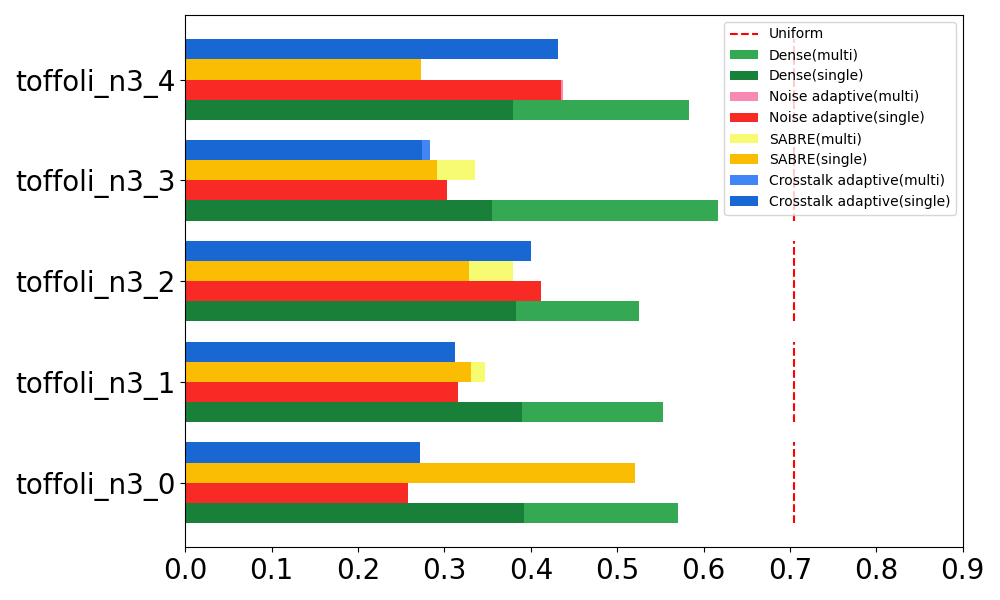 Uniform
Dense(multi)
Dense(single)
Noise adaptive(multi)
Noise adaptive(single)
SABRE(multi)
SABRE(single)
Crosstalk adaptive(multi)
Crosstalk adaptive(single)
toffoli_n3_4
toffoli_n3_3
toffoli_n3_2
toffoli_n3_1
toffoli_n3_0
0.0 0.1 0.2 0.3 0.4 0.5 0.6 0.7 0.8 0.9